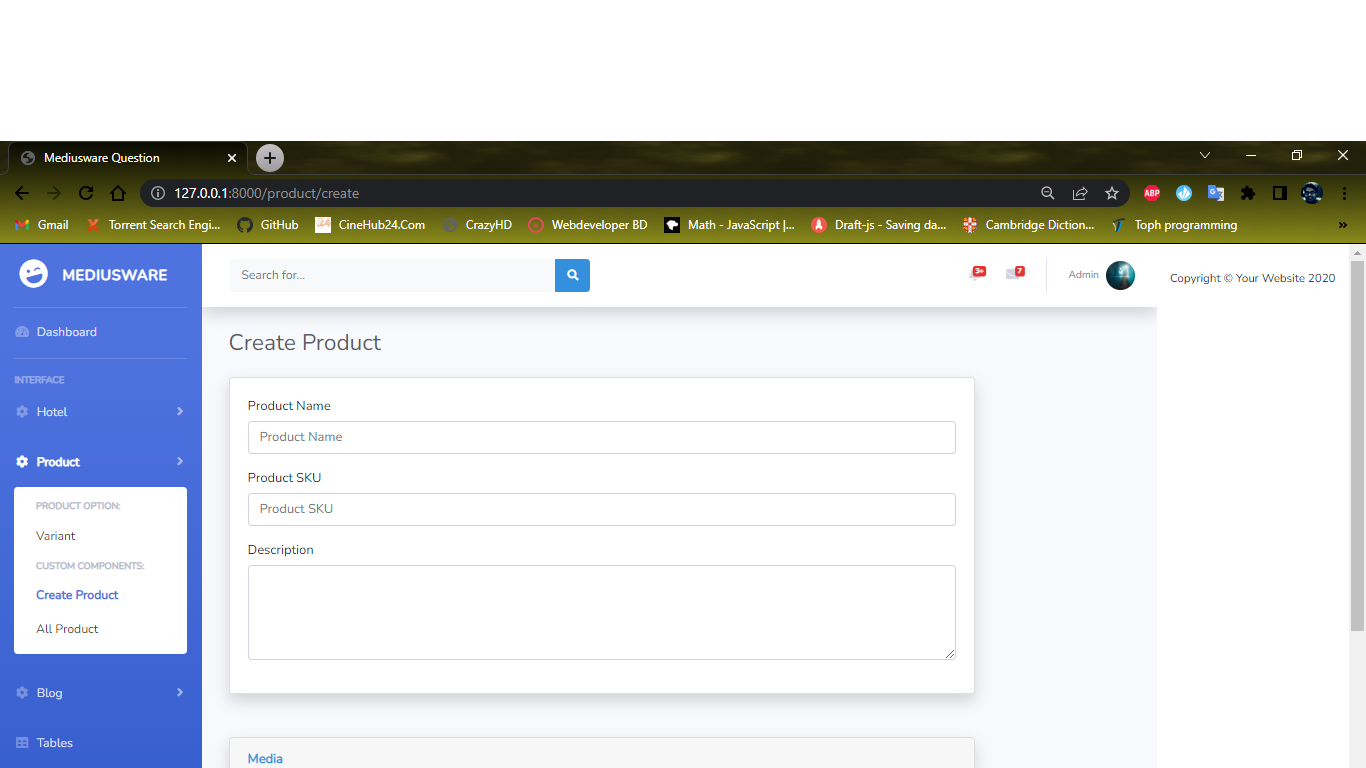 Mediusware Question
127.0.0.1:8000/product/create
ABP
Gmail
Torrent Search Engi...
GitHub
CineHub24.Com
CrazyHD
Webdeveloper BD
Math - JavaScript |...
Draft-js - Saving da...
Cambridge Diction...
Toph programming
»
MEDIUSWARE
Search for...
3+
7
Admin
Copyright © Your Website 2020
Dashboard
INTERFACE
Hotel
Product
PRODUCT OPTION:
Variant
CUSTOM COMPONENTS:
Create Product
All Product
Blog
Tables
Create Product
Product Name
Product Name
Product SKU
Product SKU
Description
Media